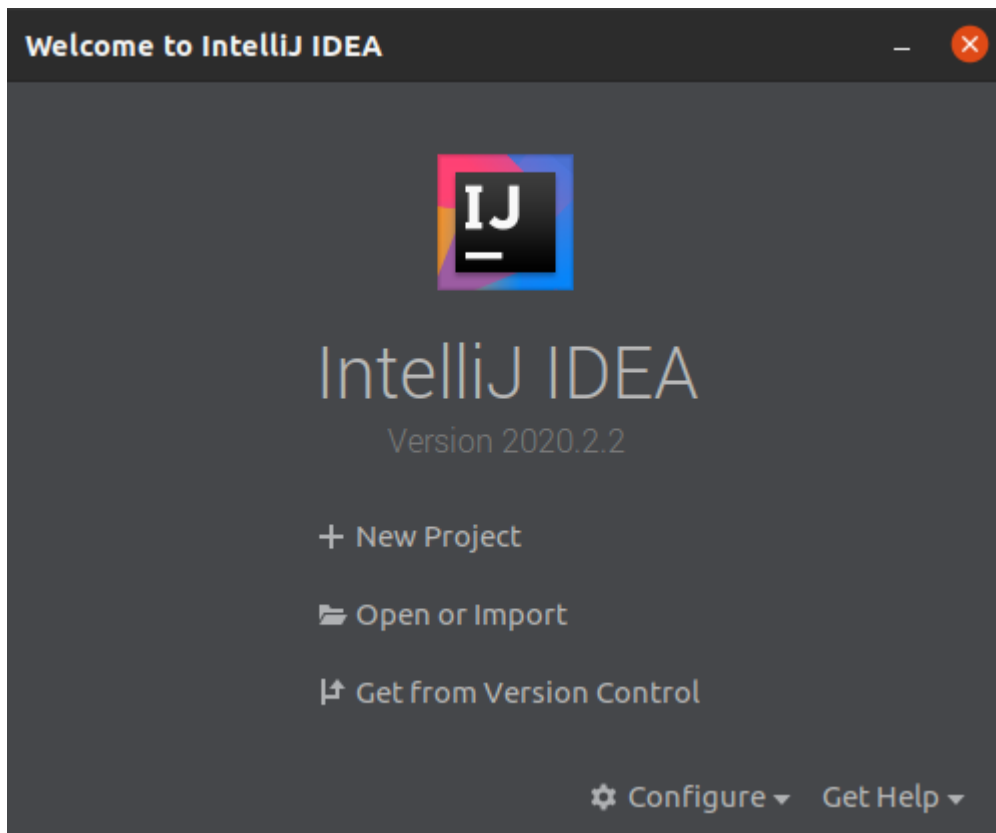 Welcome to IntelliJ IDEA
IJ
IntelliJ IDEA
Version 2020.2.2
New Project
Open or Import
Get from Version Control
Configure Get Help